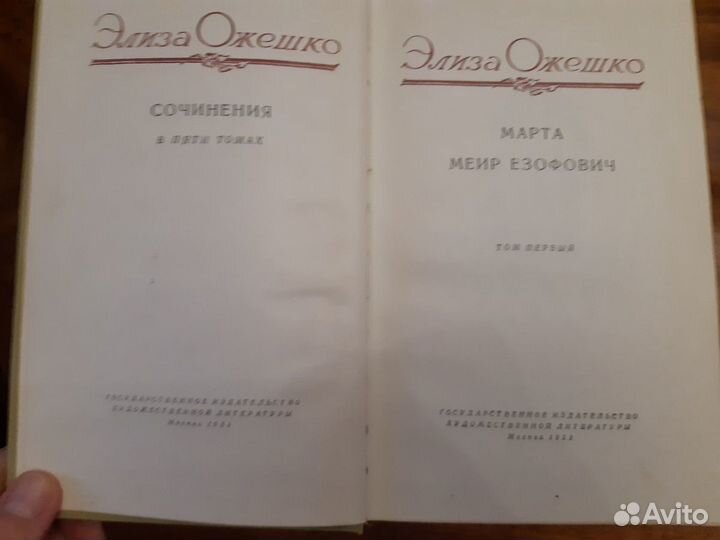 Элиза Ожешко
СОЧИНЕНИЯ
В ПЯТИ ТОМАХ
ГОСУДАРСТВЕННОЕ ИЗДАТЕЛЬСТВО
ХУДОЖЕСТВЕННОЙ ЛИТЕРАТУРЫ
Москва
Элиза Ожешко
МАРТА
МЕИР ЕЗОФОВИЧ
ТОМ ПЕРВЫЙ
ГОСУДАРСТВЕННОЕ ИЗДАТЕЛЬСТВО
ХУДОЖЕСТВЕННОЙ ЛИТЕРАТУРЫ
Москва
Avito